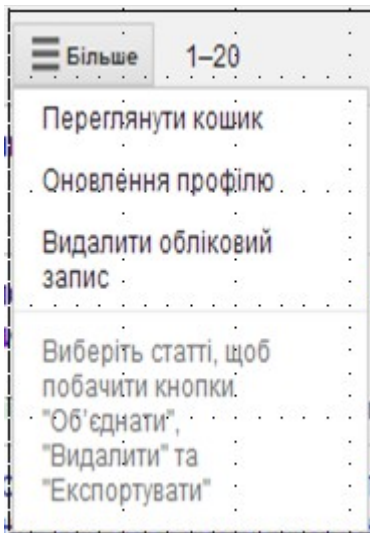 Більше 1–20
Переглянути кошик
Оновлення профілю
Видалити обліковий
запис
Виберіть статті, щоб
побачити кнопки
"Об'єднати",
"Видалити" та
"Експортувати"